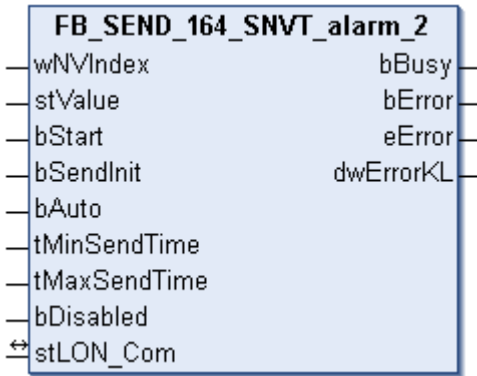 FB_SEND_164_SNVT_alarm_2
wNVIndex bBusy
stValue bError
bStart eError
bSendInit dwErrorKL
bAuto
tMinSendTime
tMaxSendTime
bDisabled
stLON_Com